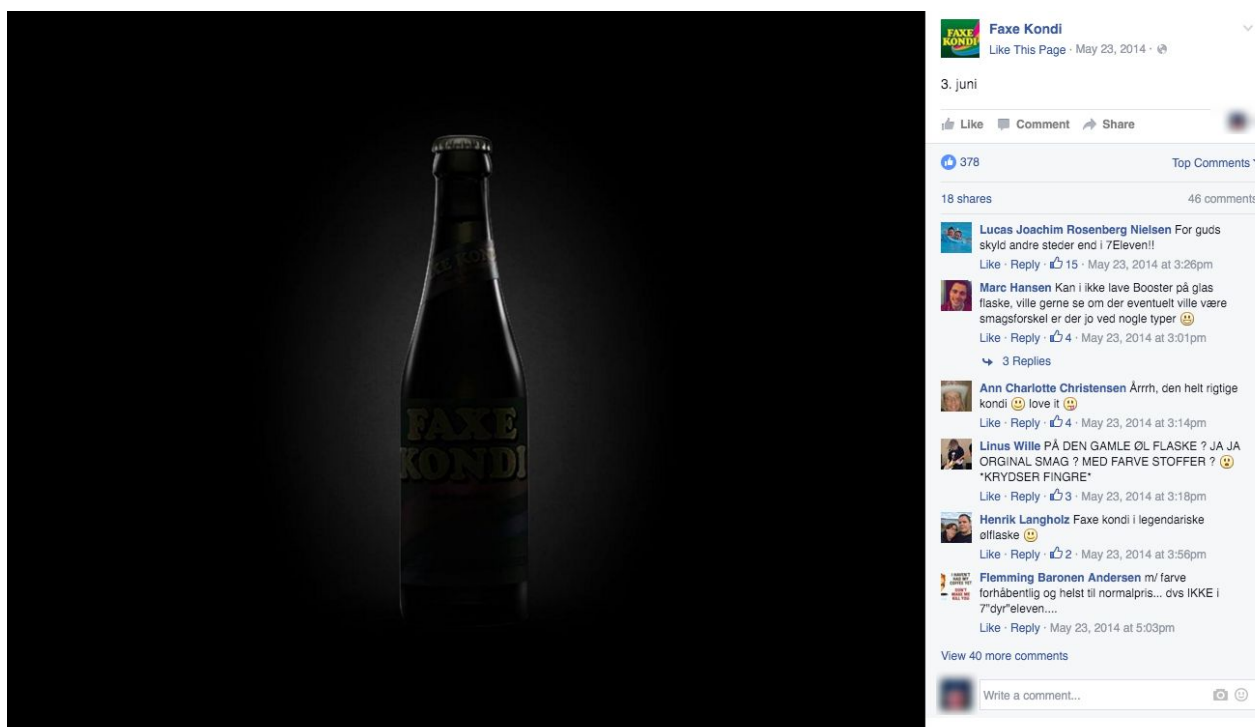 FAXE KOND
FAXE
KONDI
FAXE
KONDI
Faxe Kondi
Like This Page · May 23, 2014 ·
3. juni
Like Comment Share
378 Top Comments
18 shares 46 comments
Lucas Joachim Rosenberg Nielsen For guds
skyld andre steder end i 7Eleven!!
Like · Reply · 15 · May 23, 2014 at 3:26pm
Marc Hansen Kan i ikke lave Booster på glas
flaske, ville gerne se om der eventuelt ville være
smagsforskel er der jo ved nogle typer
Like · Reply · 4 · May 23, 2014 at 3:01pm
3 Replies
Ann Charlotte Christensen Årrrh, den helt rigtige
kondi love it
Like · Reply · 4 · May 23, 2014 at 3:14pm
Linus Wille PÅ DEN GAMLE ØL FLASKE ? JA JA
ORGINAL SMAG ? MED FARVE STOFFER ?
*KRYDSER FINGRE*
Like · Reply · 3 · May 23, 2014 at 3:18pm
Henrik Langholz Faxe kondi i legendariske
ølflaske
Like · Reply · 2 · May 23, 2014 at 3:56pm
Flemming Baronen Andersen m/ farve
forhåbentlig og helst til normalpris... dvs IKKE i
7"dyr"eleven....
Like · Reply · May 23, 2014 at 5:03pm
View 40 more comments
Write a comment...